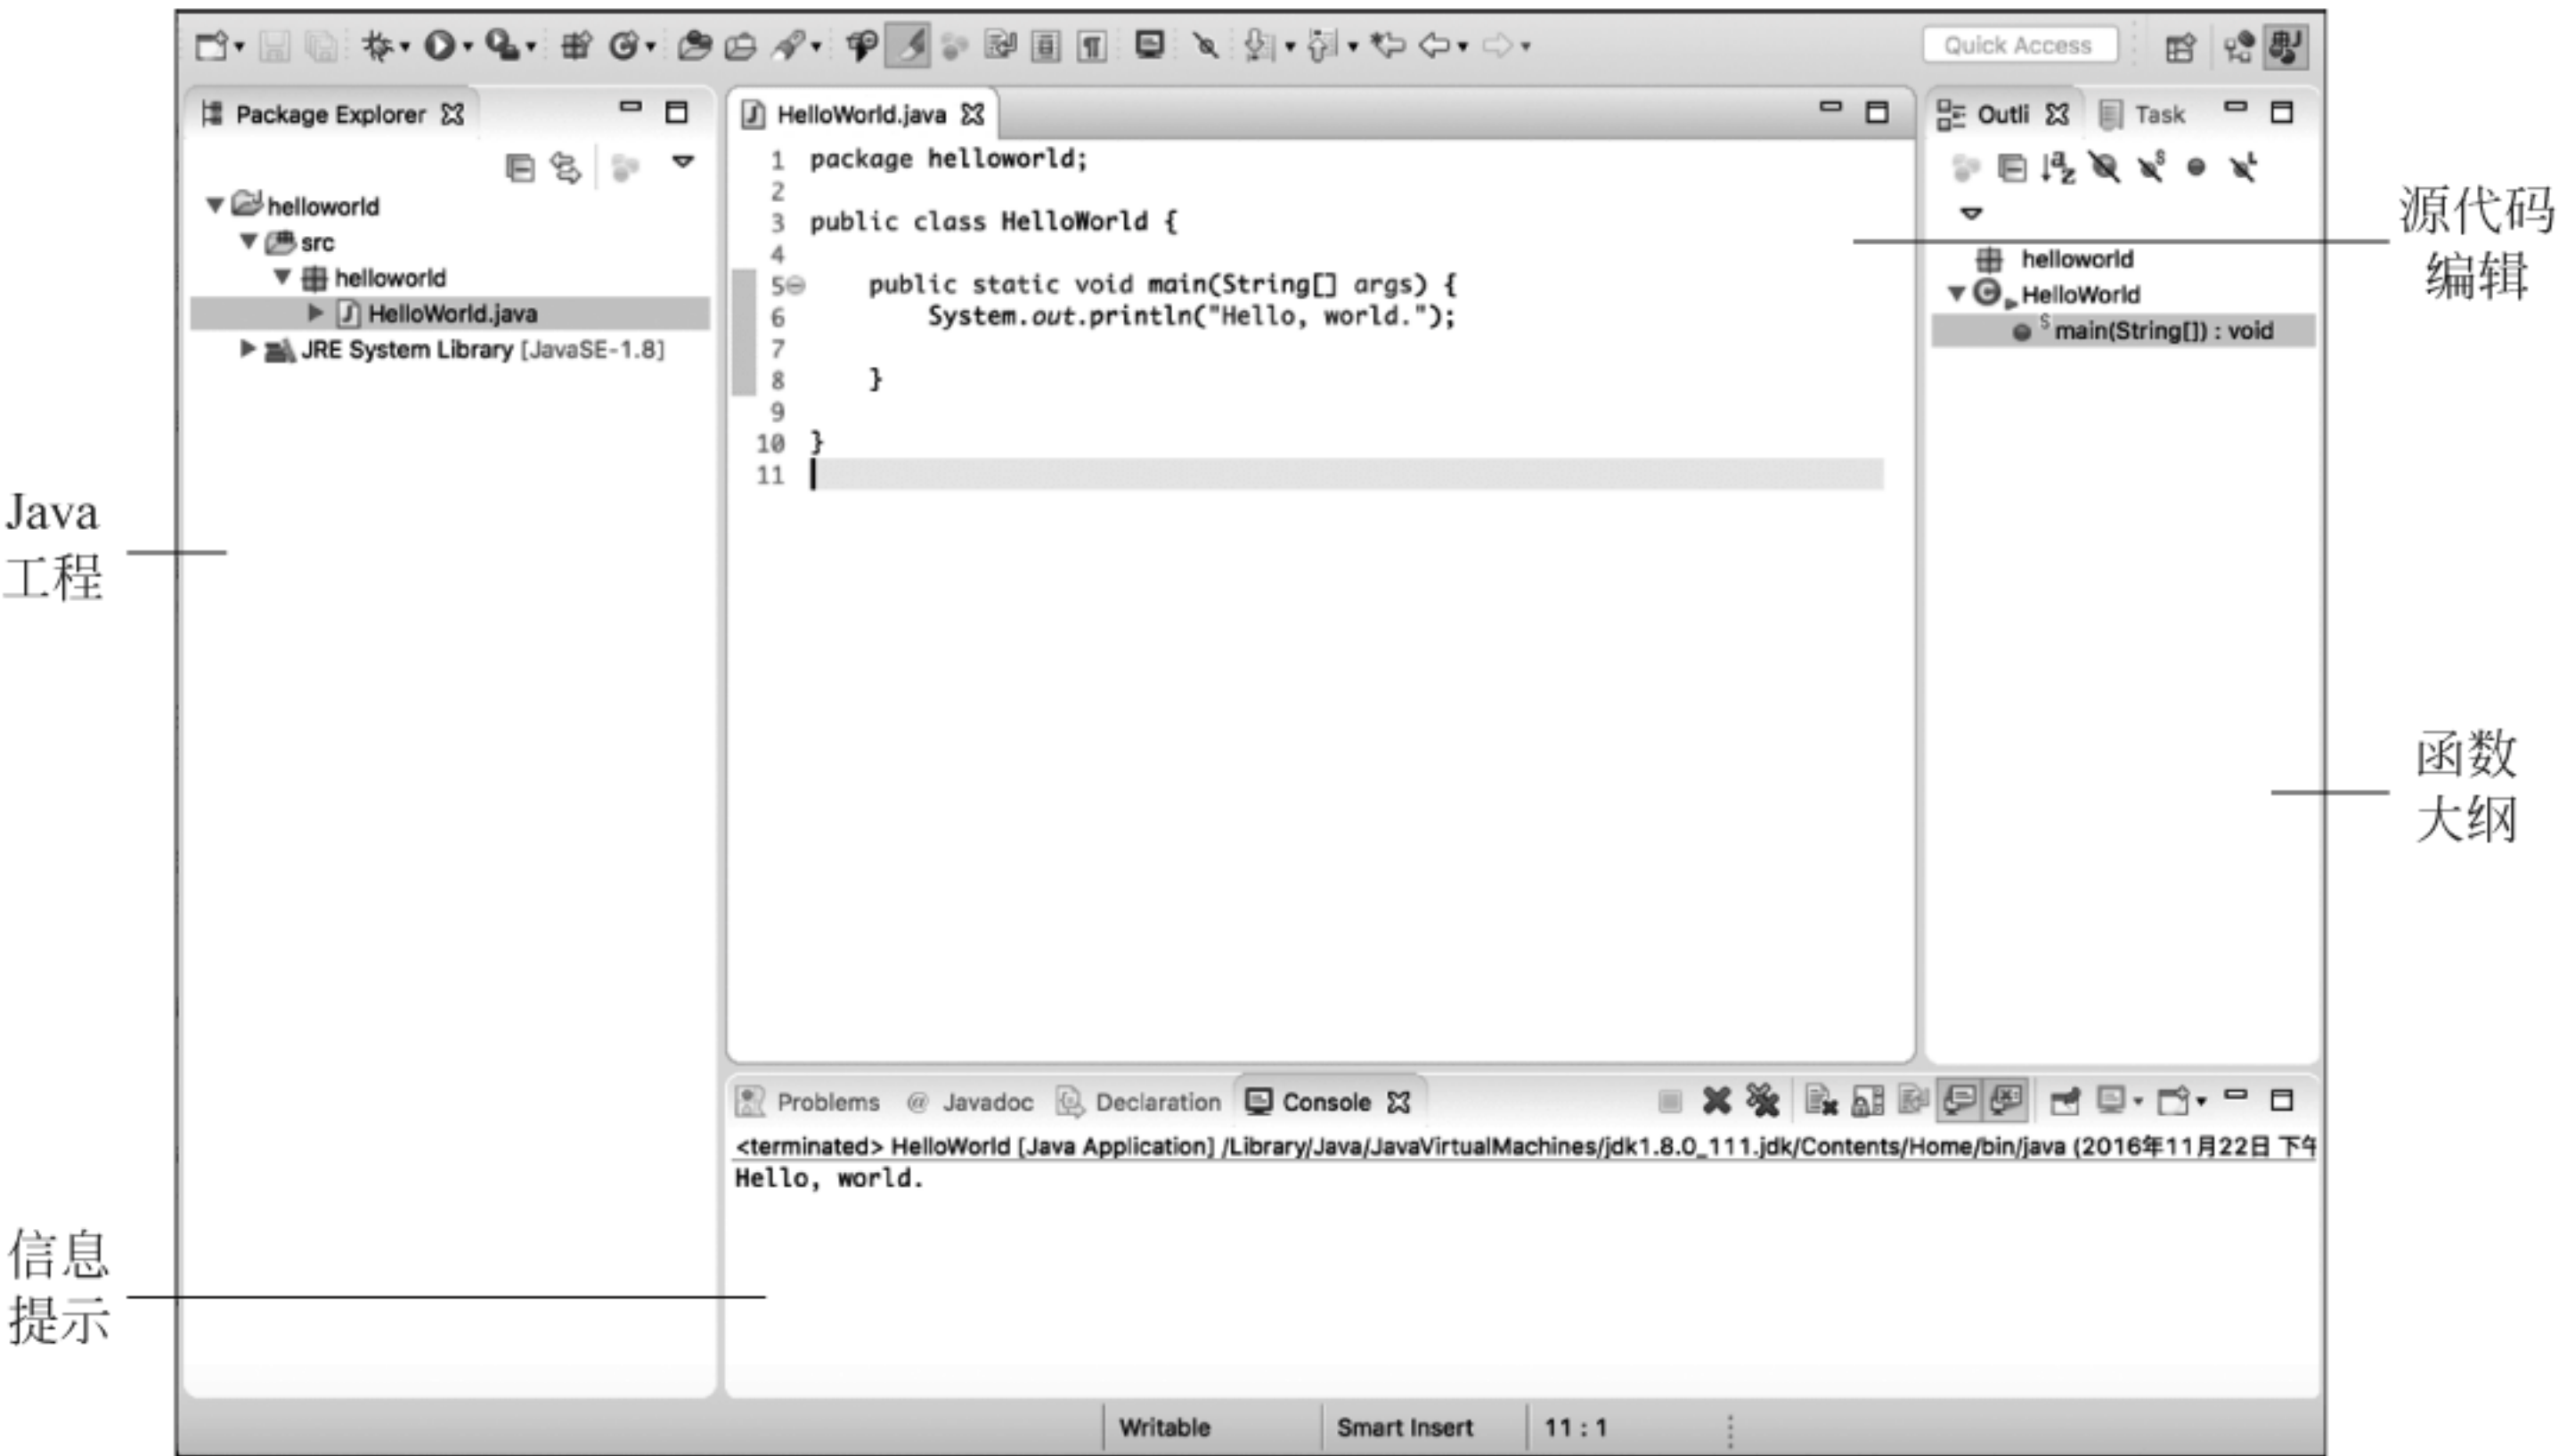 Quick Access
Package Explorer
helloworld
src
helloworld
HelloWorld.java
JRE System Library [JavaSE-1.8]
HelloWorld.java
1 package helloworld;
2
3 public class HelloWorld {
4
5 public static void main(String[] args) {
6 System.out.println("Hello, world.");
7
8 }
9
10 }
11
Outli Task
helloworld
HelloWorld
main(String[]) : void
Java
工程
源代码
编辑
函数
大纲
信息
提示
Problems @ Javadoc Declaration Console
<terminated> HelloWorld [Java Application] /Library/Java/JavaVirtualMachines/jdk1.8.0_111.jdk/Contents/Home/bin/java (2016年11月22日 下午
Hello, world.
Writable Smart Insert 11 : 1